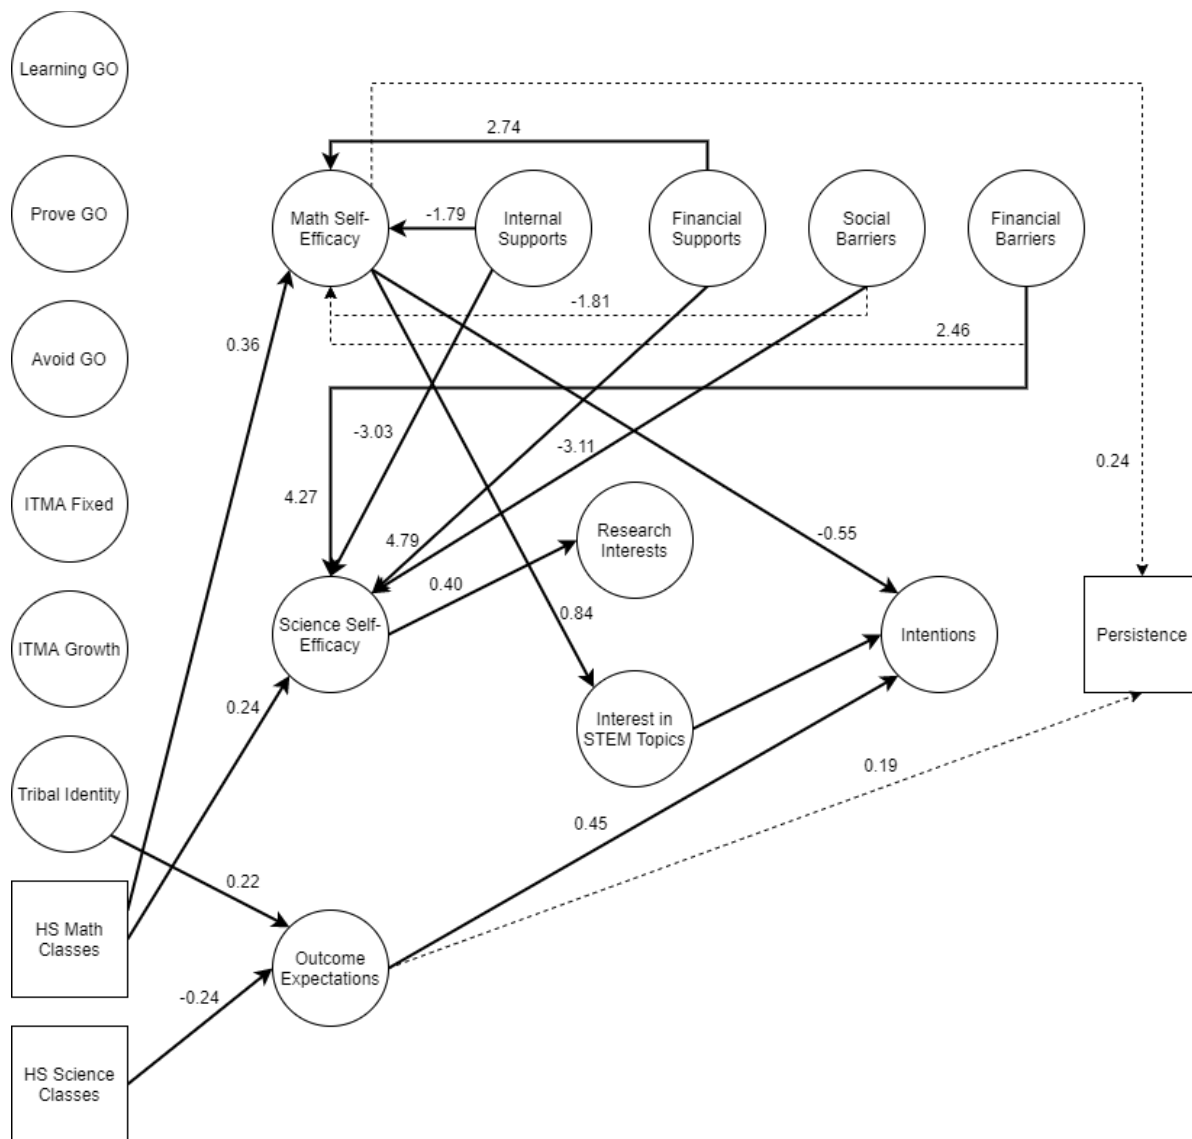 Learning GO
2.74
Prove GO
Math Self-
Efficacy
-1.79
Internal
Supports
Financial
Supports
Social
Barriers
Financial
Barriers
-1.81
2.46
0.36
Avoid GO
-3.03
-3.11
0.24
4.27
ITMA Fixed
4.79
Research
Interests
-0.55
0.40
0.84
Science Self-
Efficacy
Intentions
Persistence
ITMA Growth
0.24
Interest in
STEM Topics
0.19
Tribal Identity
0.45
0.22
HS Math
Classes
Outcome
Expectations
-0.24
HS Science
Classes